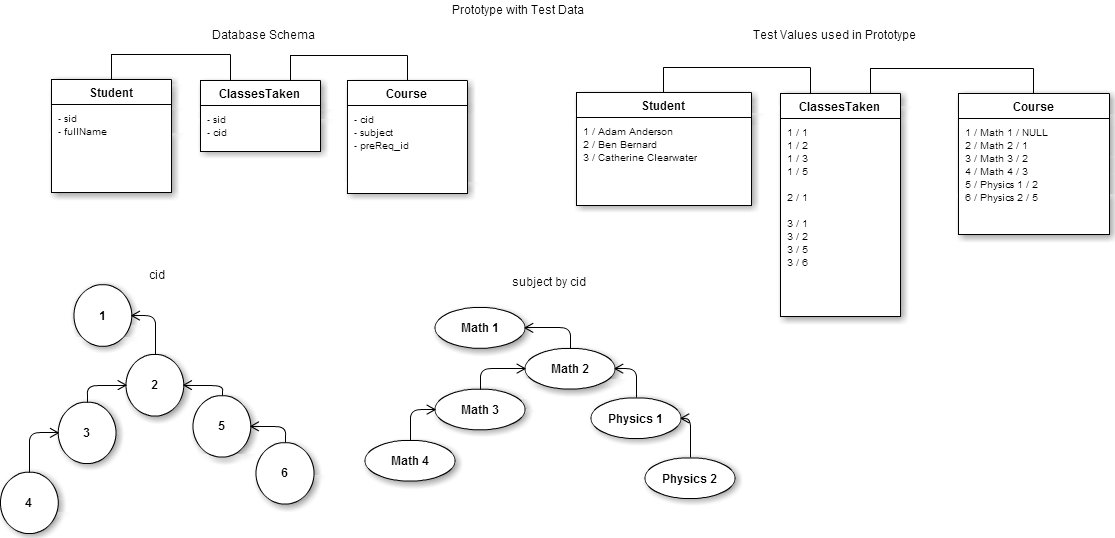 Prototype with Test Data
Database Schema
Student
- sid
- fullName
ClassesTaken
- sid
- cid
Course
- cid
- subject
- preReq_id
Test Values used in Prototype
Student
1 / Adam Anderson
2 / Ben Bernard
3 / Catherine Clearwater
ClassesTaken
1 / 1
1 / 2
1 / 3
1 / 5
2 / 1
3 / 1
3 / 2
3 / 5
3 / 6
Course
1 / Math 1 / NULL
2 / Math 2 / 1
3 / Math 3 / 2
4 / Math 4 / 3
5 / Physics 1 / 2
6 / Physics 2 / 5
cid
1
2
3
5
6
4
subject by cid
Math 1
Math 2
Math 3
Physics 1
Math 4
Physics 2